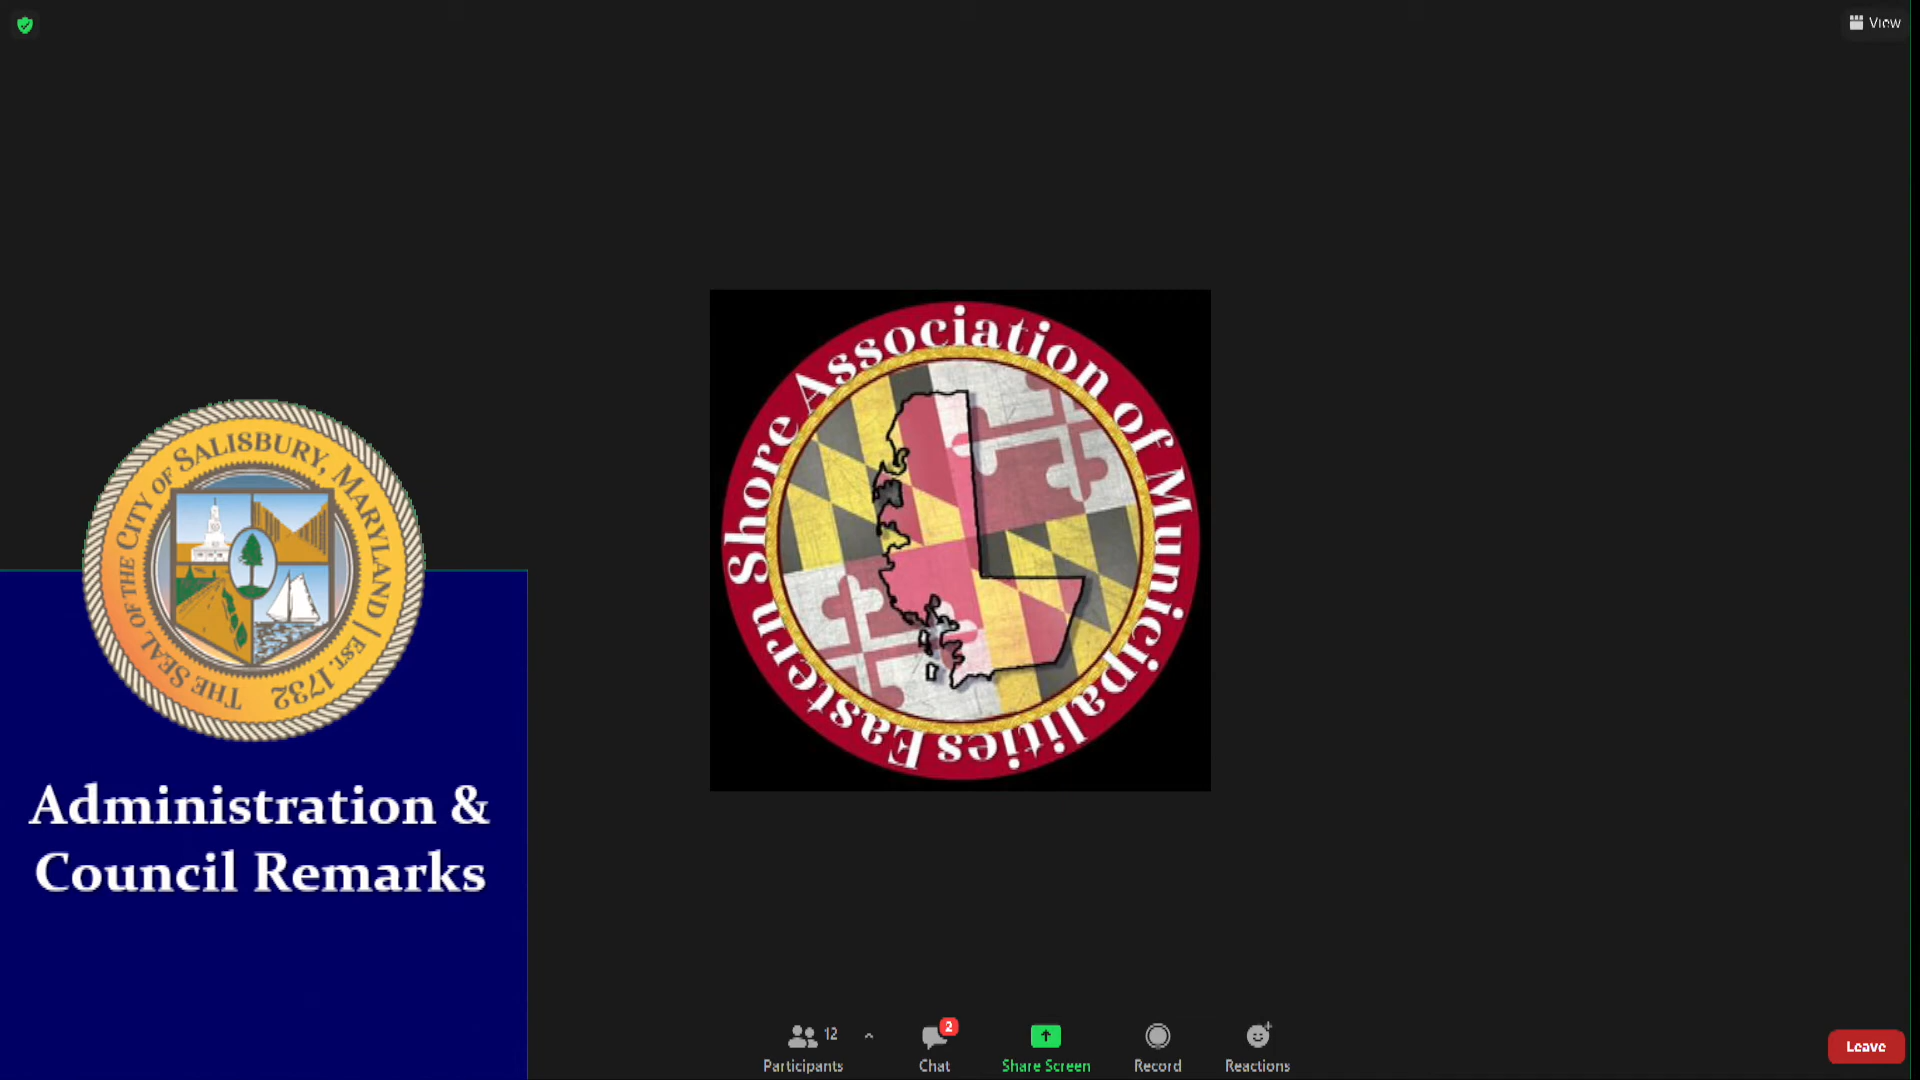 View
Eastern Shore Association of Municipalities
THE SEAL OF THE CITY OF SALISBURY, MARYLAND | EST. 1732
Administration &
Council Remarks
12
2
Participants
Chat
Share Screen
Record
Reactions
Leave